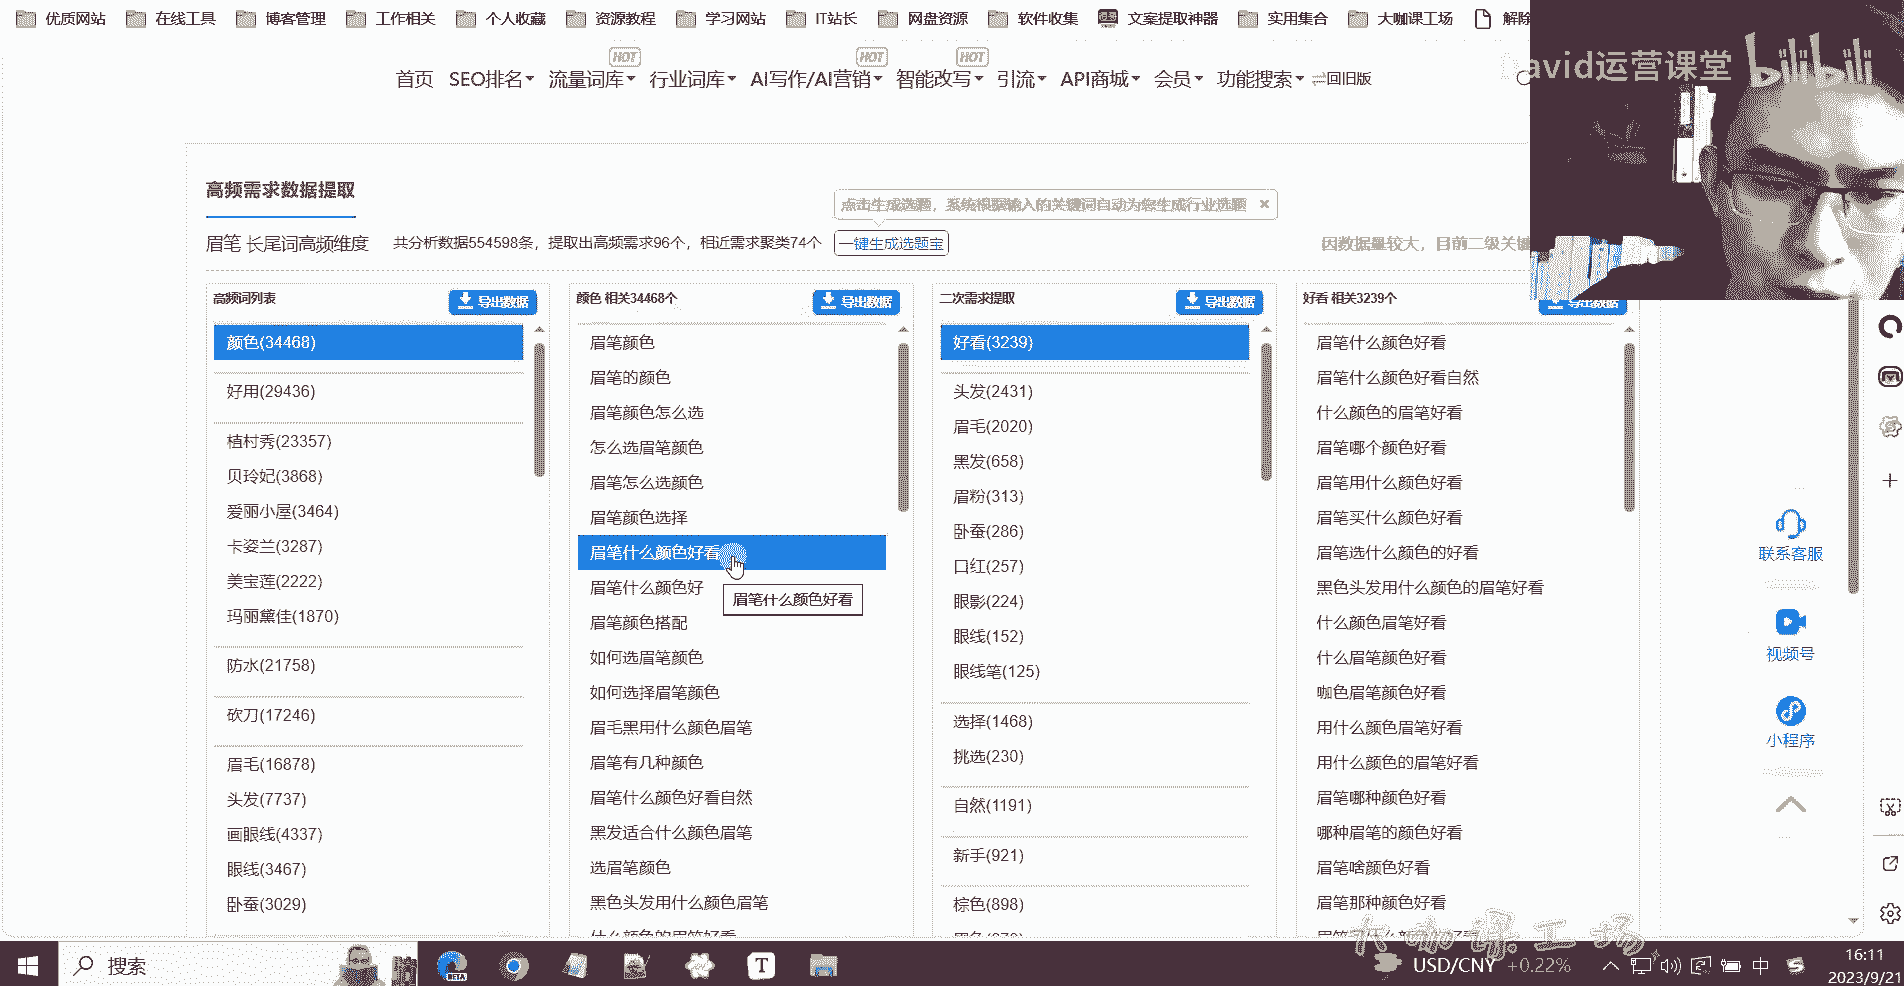 优质网站 在线工具 博客管理 工作相关 个人收藏 资源教程 学习网站 IT站长 网盘资源 软件收集 文案提取神器 实用集合 大咖课工场 解除
HOT HOT HOT
首页 SEO排名 流量词库 行业词库 AI写作/AI营销 智能改写 引流 API商城 会员 功能搜索 回旧版
avid运营课堂 bilibili
高频需求数据提取
点击生成选题，系统根据输入的关键词自动为您生成行业选题 ×
眉笔 长尾词高频维度 共分析数据554598条，提取出高频需求96个，相近需求聚类74个 一键生成选题宝 因数据量较大，目前二级关键
高频词列表 导出数据
颜色(34468)
好用(29436)
植村秀(23357)
贝玲妃(3868)
爱丽小屋(3464)
卡姿兰(3287)
美宝莲(2222)
玛丽黛佳(1870)
防水(21758)
砍刀(17246)
眉毛(16878)
头发(7737)
画眼线(4337)
眼线(3467)
卧蚕(3029)
颜色 相关34468个 导出数据
眉笔颜色
眉笔的颜色
眉笔颜色怎么选
怎么选眉笔颜色
眉笔怎么选颜色
眉笔颜色选择
眉笔什么颜色好看
眉笔什么颜色好
眉笔什么颜色好看
眉笔颜色搭配
如何选眉笔颜色
如何选择眉笔颜色
眉毛黑用什么颜色眉笔
眉笔有几种颜色
眉笔什么颜色好看自然
黑发适合什么颜色眉笔
选眉笔颜色
黑色头发用什么颜色眉笔
什么颜色的眉笔好看
二次需求提取 导出数据
好看(3239)
头发(2431)
眉毛(2020)
黑发(658)
眉粉(313)
卧蚕(286)
口红(257)
眼影(224)
眼线(152)
眼线笔(125)
选择(1468)
挑选(230)
自然(1191)
新手(921)
棕色(898)
好看 相关3239个 导出数据
眉笔什么颜色好看
眉笔什么颜色好看自然
什么颜色的眉笔好看
眉笔哪个颜色好看
眉笔用什么颜色好看
眉笔买什么颜色好看
眉笔选什么颜色的好看
黑色头发用什么颜色的眉笔好看
什么颜色眉笔好看
什么眉笔颜色好看
咖色眉笔颜色好看
用什么颜色眉笔好看
用什么颜色的眉笔好看
眉笔哪种颜色好看
哪种眉笔的颜色好看
眉笔啥颜色好看
眉笔那种颜色好看
联系客服
视频号
小程序
大咖课工场
搜索 BETA T USD/CNY +0.22% 中 16:11
2023/9/21